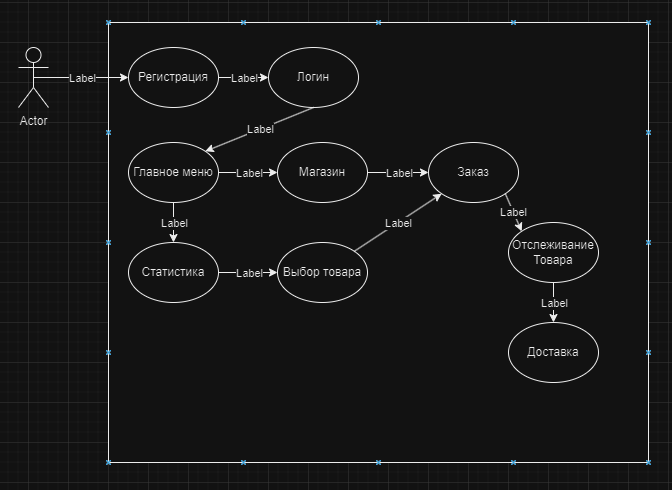 Label
Регистрация
Label
Логин
Actor
Label
Главное меню
Label
Магазин
Label
Заказ
Label
Label
Label
Статистика
Label
Выбор товара
Отслеживание
Товара
Label
Доставка